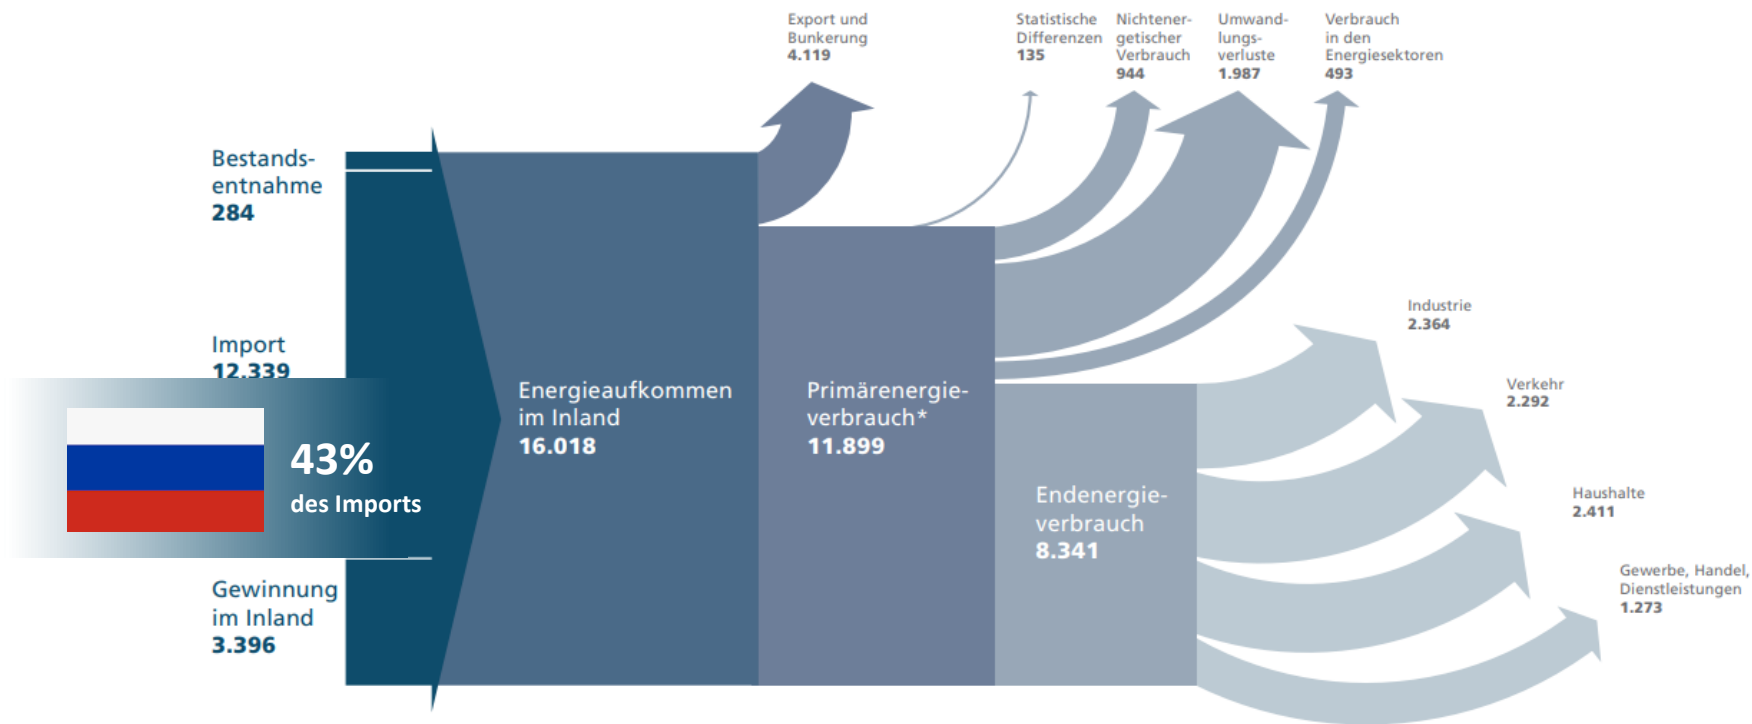 Export und
Bunkerung
4.119
Statistische
Differenzen
135
Nichtener-
getischer
Verbrauch
944
Umwand-
lungs-
verluste
1.987
Verbrauch
in den
Energiesektoren
493
Bestands-
entnahme
284
Import
12.339
43%
des Imports
Gewinnung
im Inland
3.396
Energieaufkommen
im Inland
16.018
Primärenergie-
verbrauch*
11.899
Endenergie-
verbrauch
8.341
Industrie
2.364
Verkehr
2.292
Haushalte
2.411
Gewerbe, Handel,
Dienstleistungen
1.273